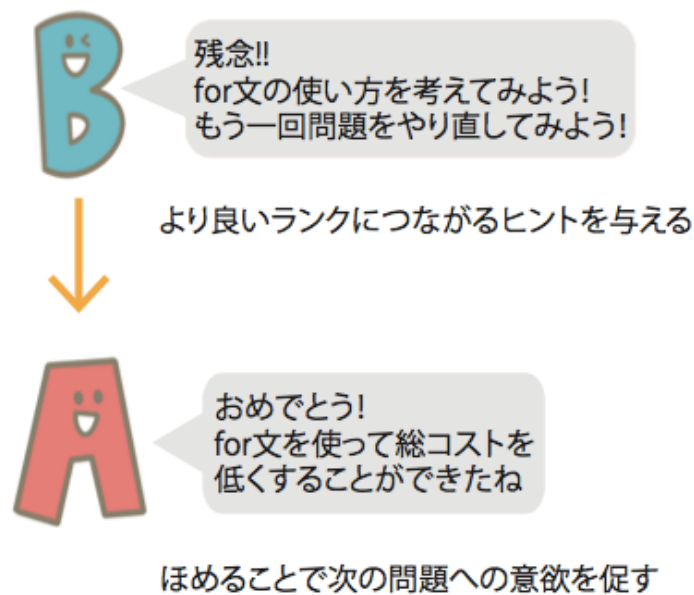 B
残念!!
for文の使い方を考えてみよう!
もう一回問題をやり直してみよう!
より良いランクにつながるヒントを与える
A
おめでとう!
for文を使って総コストを
低くすることができたね
ほめることで次の問題への意欲を促す